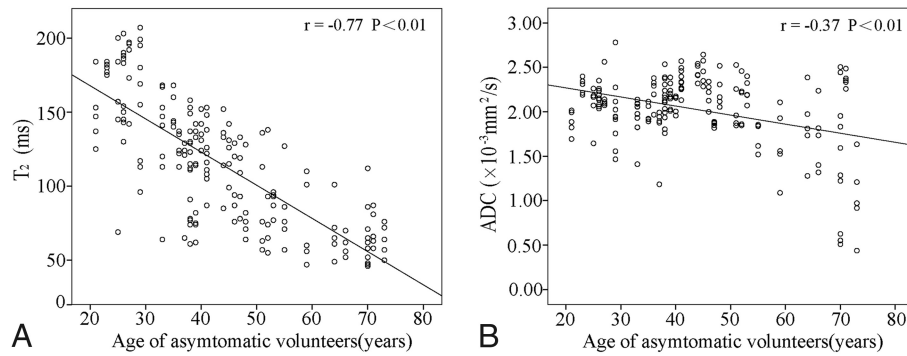 r = -0.77 P<0.01
200
150
100
50
0
T₂ (ms)
20 30 40 50 60 70 80
Age of asymtomatic volunteers(years)
A
r = -0.37 P<0.01
3.00
2.50
2.00
1.50
1.00
0.50
0.00
ADC (×10⁻³mm²/s)
20 30 40 50 60 70 80
Age of asymtomatic volunteers(years)
B